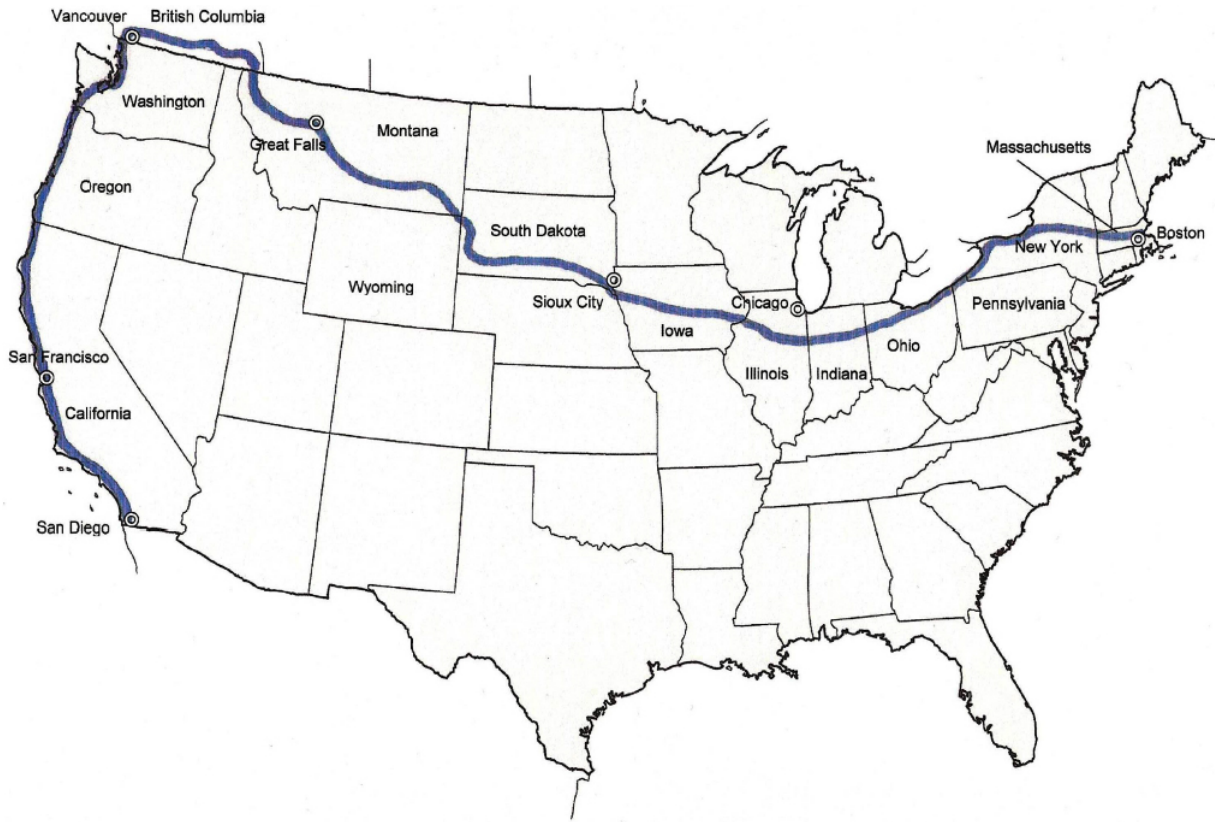 Vancouver
British Columbia
Washington
Great Falls
Montana
Massachusetts
Oregon
South Dakota
New York
Boston
Wyoming
Sioux City
Chicago
Pennsylvania
Iowa
Ohio
San Francisco
Illinois
Indiana
California
San Diego